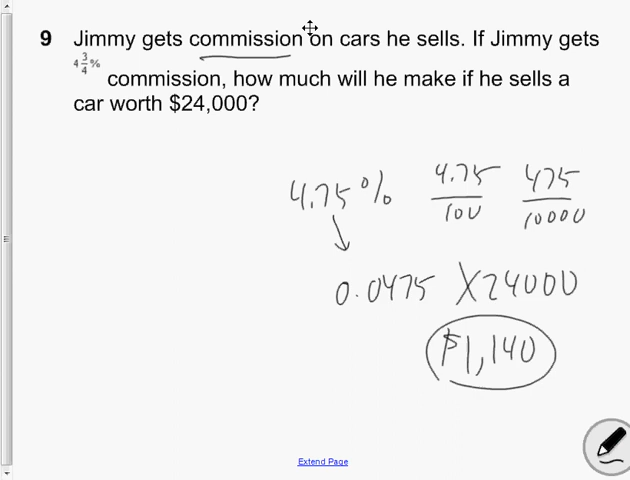 9 Jimmy gets commission on cars he sells. If Jimmy gets
4 3/4 % commission, how much will he make if he sells a
car worth $24,000?
4.75% 4.75/100 475/10000
0.0475 X 24000
$1,140
Extend Page